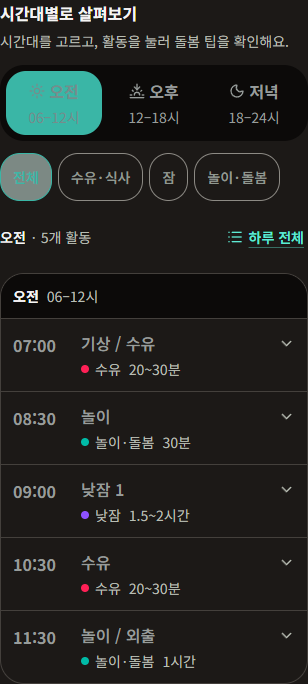 시간대별로 살펴보기
시간대를 고르고, 활동을 눌러 돌봄 팁을 확인해요.
오전 오후 저녁
06–12시 12–18시 18–24시
전체 수유·식사 잠 놀이·돌봄
오전 · 5개 활동 하루 전체
오전 06–12시
07:00 기상 / 수유
수유 20~30분
08:30 놀이
놀이·돌봄 30분
09:00 낮잠 1
낮잠 1.5~2시간
10:30 수유
수유 20~30분
11:30 놀이 / 외출
놀이·돌봄 1시간